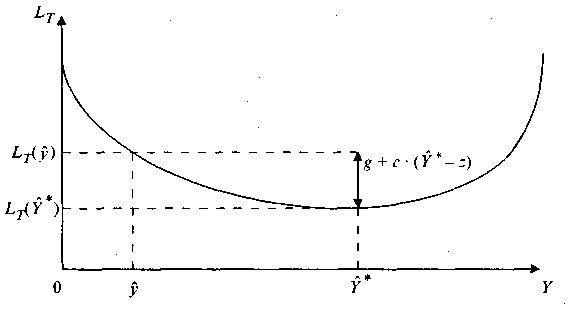 L_T
L_T(ŷ)
g + c · (Ŷ* – z)
L_T(Ŷ*)
0 ŷ Ŷ* Y